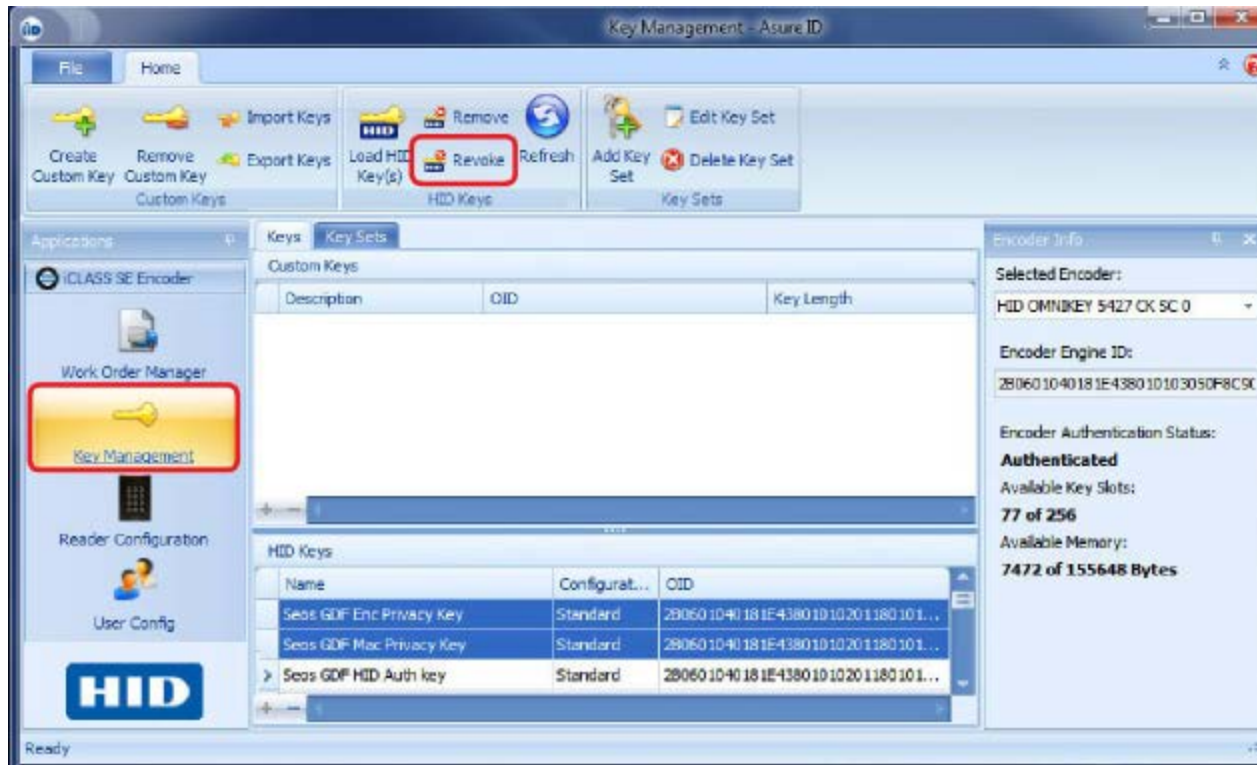 Key Management - Asure ID
File Home
Create Custom Key
Remove Custom Key
Import Keys
Export Keys
Custom Keys
HID
Load HID Key(s)
Remove
Revoke
Refresh
HID Keys
Add Key Set
Edit Key Set
Delete Key Set
Key Sets
Applications
iCLASS SE Encoder
Work Order Manager
Key Management
Reader Configuration
User Config
HID
Keys Key Sets
Custom Keys
Description OID Key Length
HID Keys
Name Configurat... OID
Seos GDF Enc Privacy Key Standard 2B0601040181E43801010201180101...
Seos GDF Mac Privacy Key Standard 2B0601040181E43801010201180101...
Seos GDF HID Auth key Standard 2B0601040181E43801010201180101...
Encoder Info
Selected Encoder:
HID OMNIKEY 5427 CK SC 0
Encoder Engine ID:
2B0601040181E438010103050F8C9C
Encoder Authentication Status:
Authenticated
Available Key Slots:
77 of 256
Available Memory:
7472 of 155648 Bytes
Ready